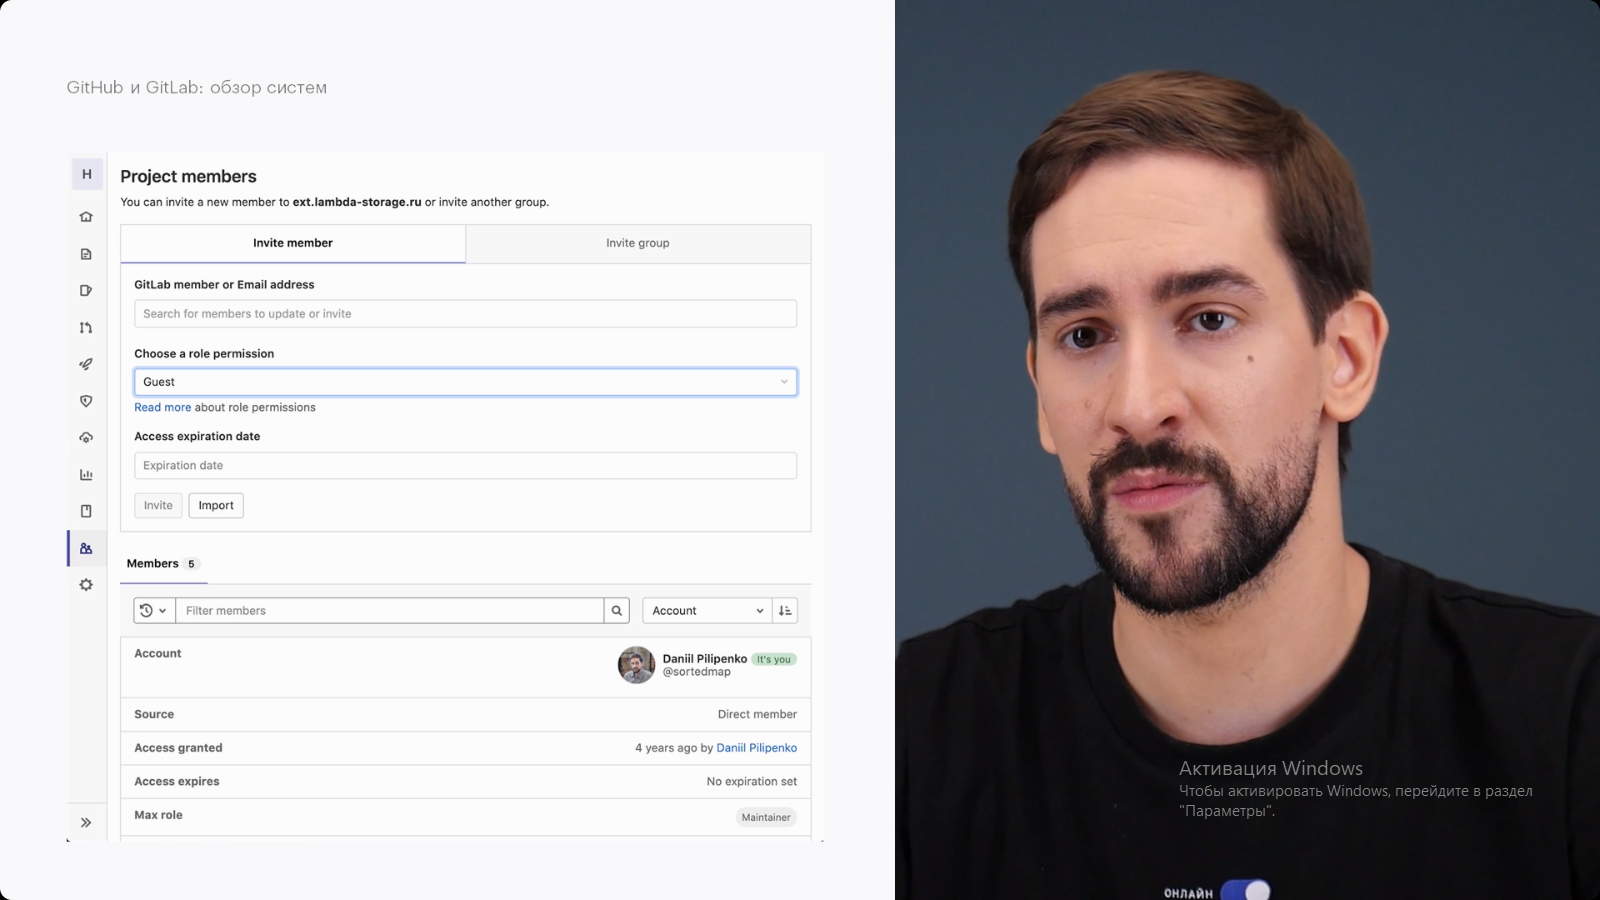 GitHub и GitLab: обзор систем
H
Project members
You can invite a new member to ext.lambda-storage.ru or invite another group.
Invite member
Invite group
GitLab member or Email address
Search for members to update or invite
Choose a role permission
Guest
Read more about role permissions
Access expiration date
Expiration date
Invite
Import
Members 5
Filter members
Account
Account
Daniil Pilipenko It's you
@sortedmap
Source
Direct member
Access granted
4 years ago by Daniil Pilipenko
Access expires
No expiration set
Max role
Maintainer
Активация Windows
Чтобы активировать Windows, перейдите в раздел
"Параметры".
ОНЛАЙН